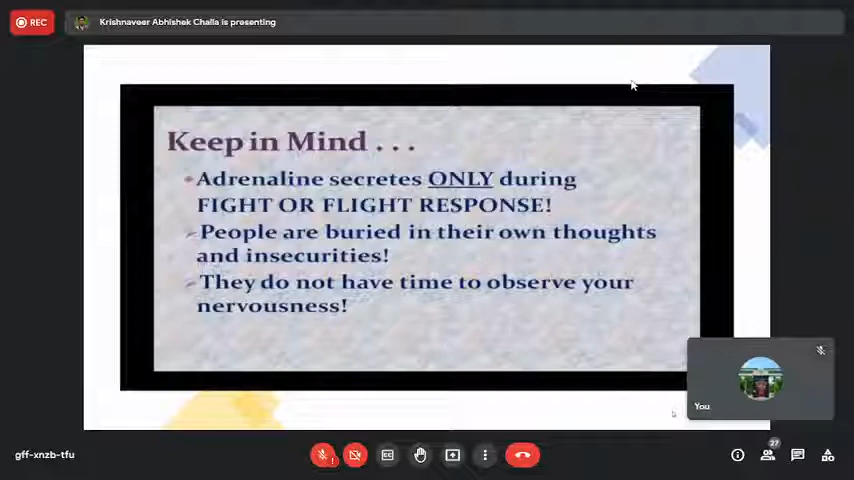 REC
Krishnaveer Abhishek Challa is presenting
Keep in Mind . . .
Adrenaline secretes ONLY during
FIGHT OR FLIGHT RESPONSE!
People are buried in their own thoughts
and insecurities!
They do not have time to observe your
nervousness!
You
gff-xnzb-tfu
CC
27